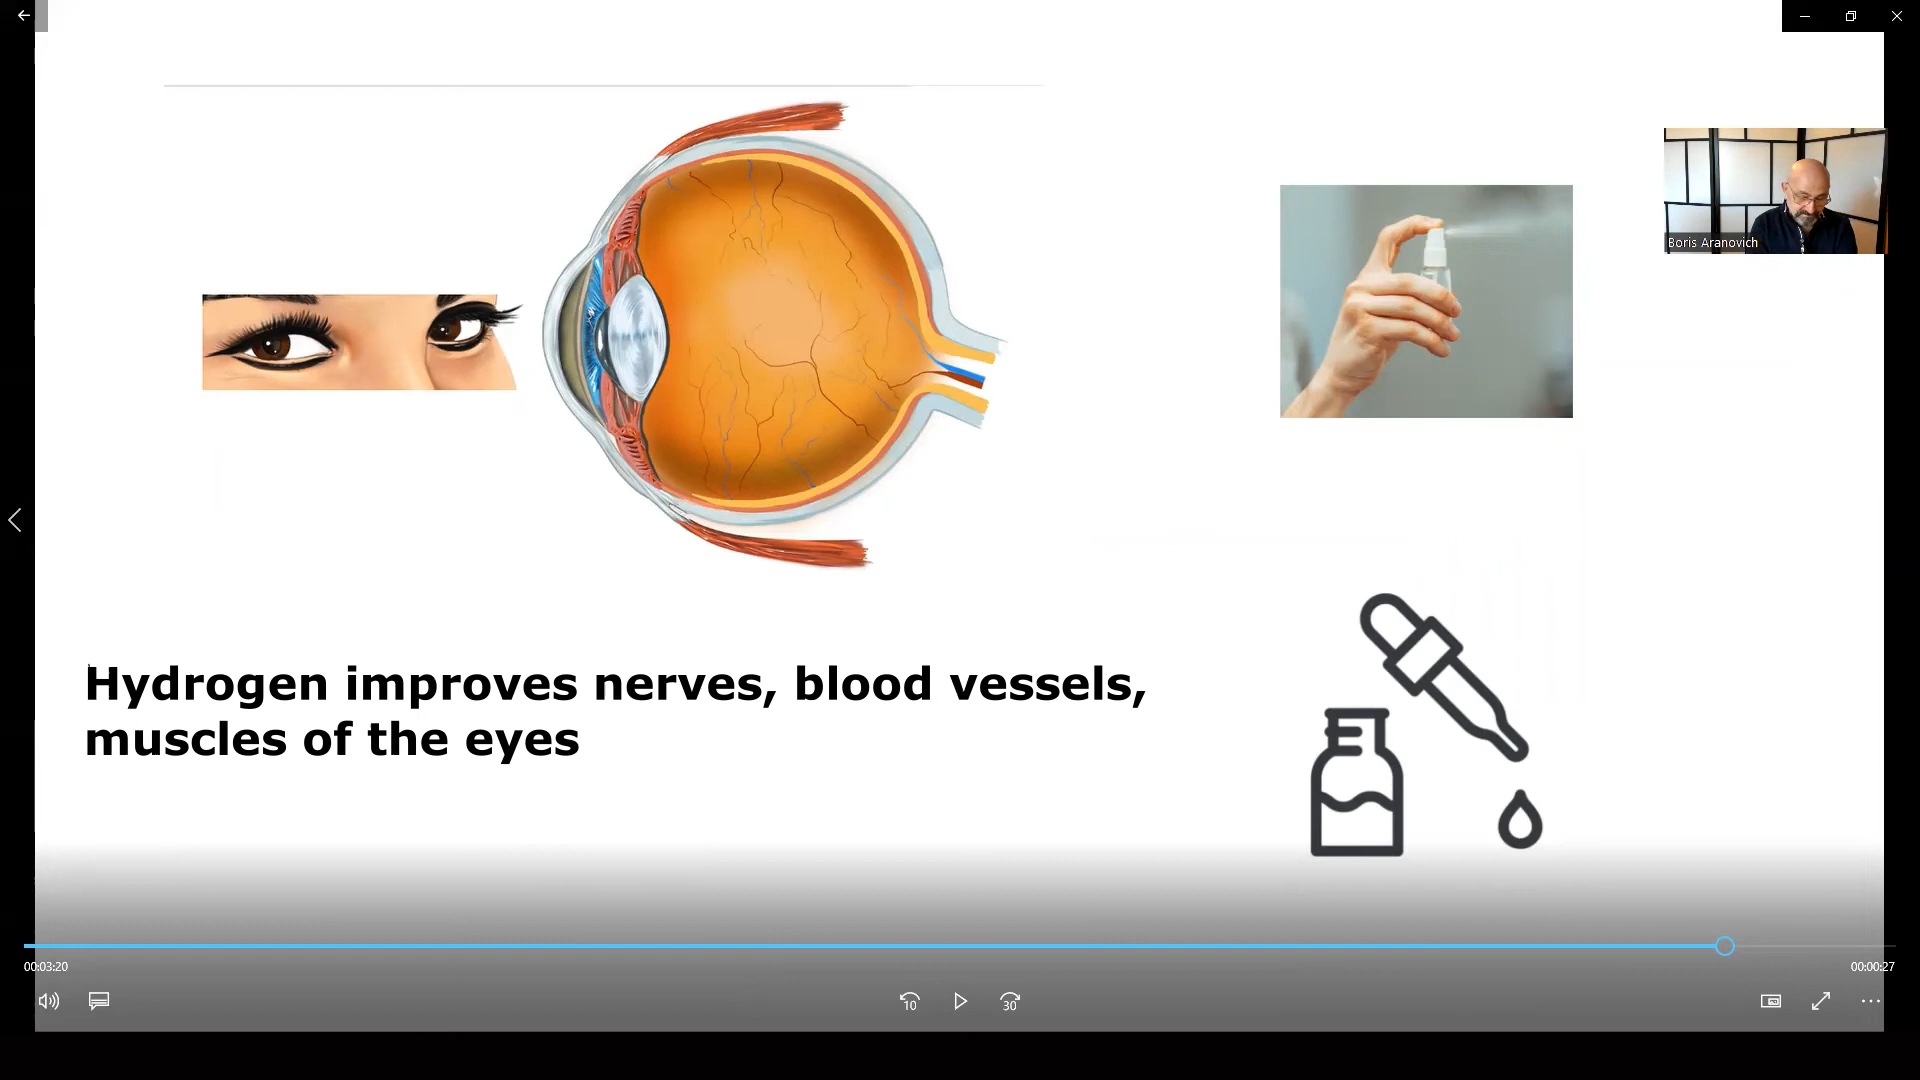 Boris Aranovich
Hydrogen improves nerves, blood vessels,
muscles of the eyes
00:03:20
00:00:27
10
30